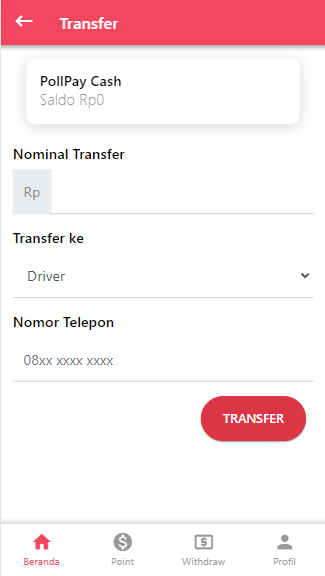 Transfer
PollPay Cash
Saldo Rp0
Nominal Transfer
Rp
Transfer ke
Driver
Nomor Telepon
08xx xxxx xxxx
TRANSFER
Beranda Point Withdraw Profil